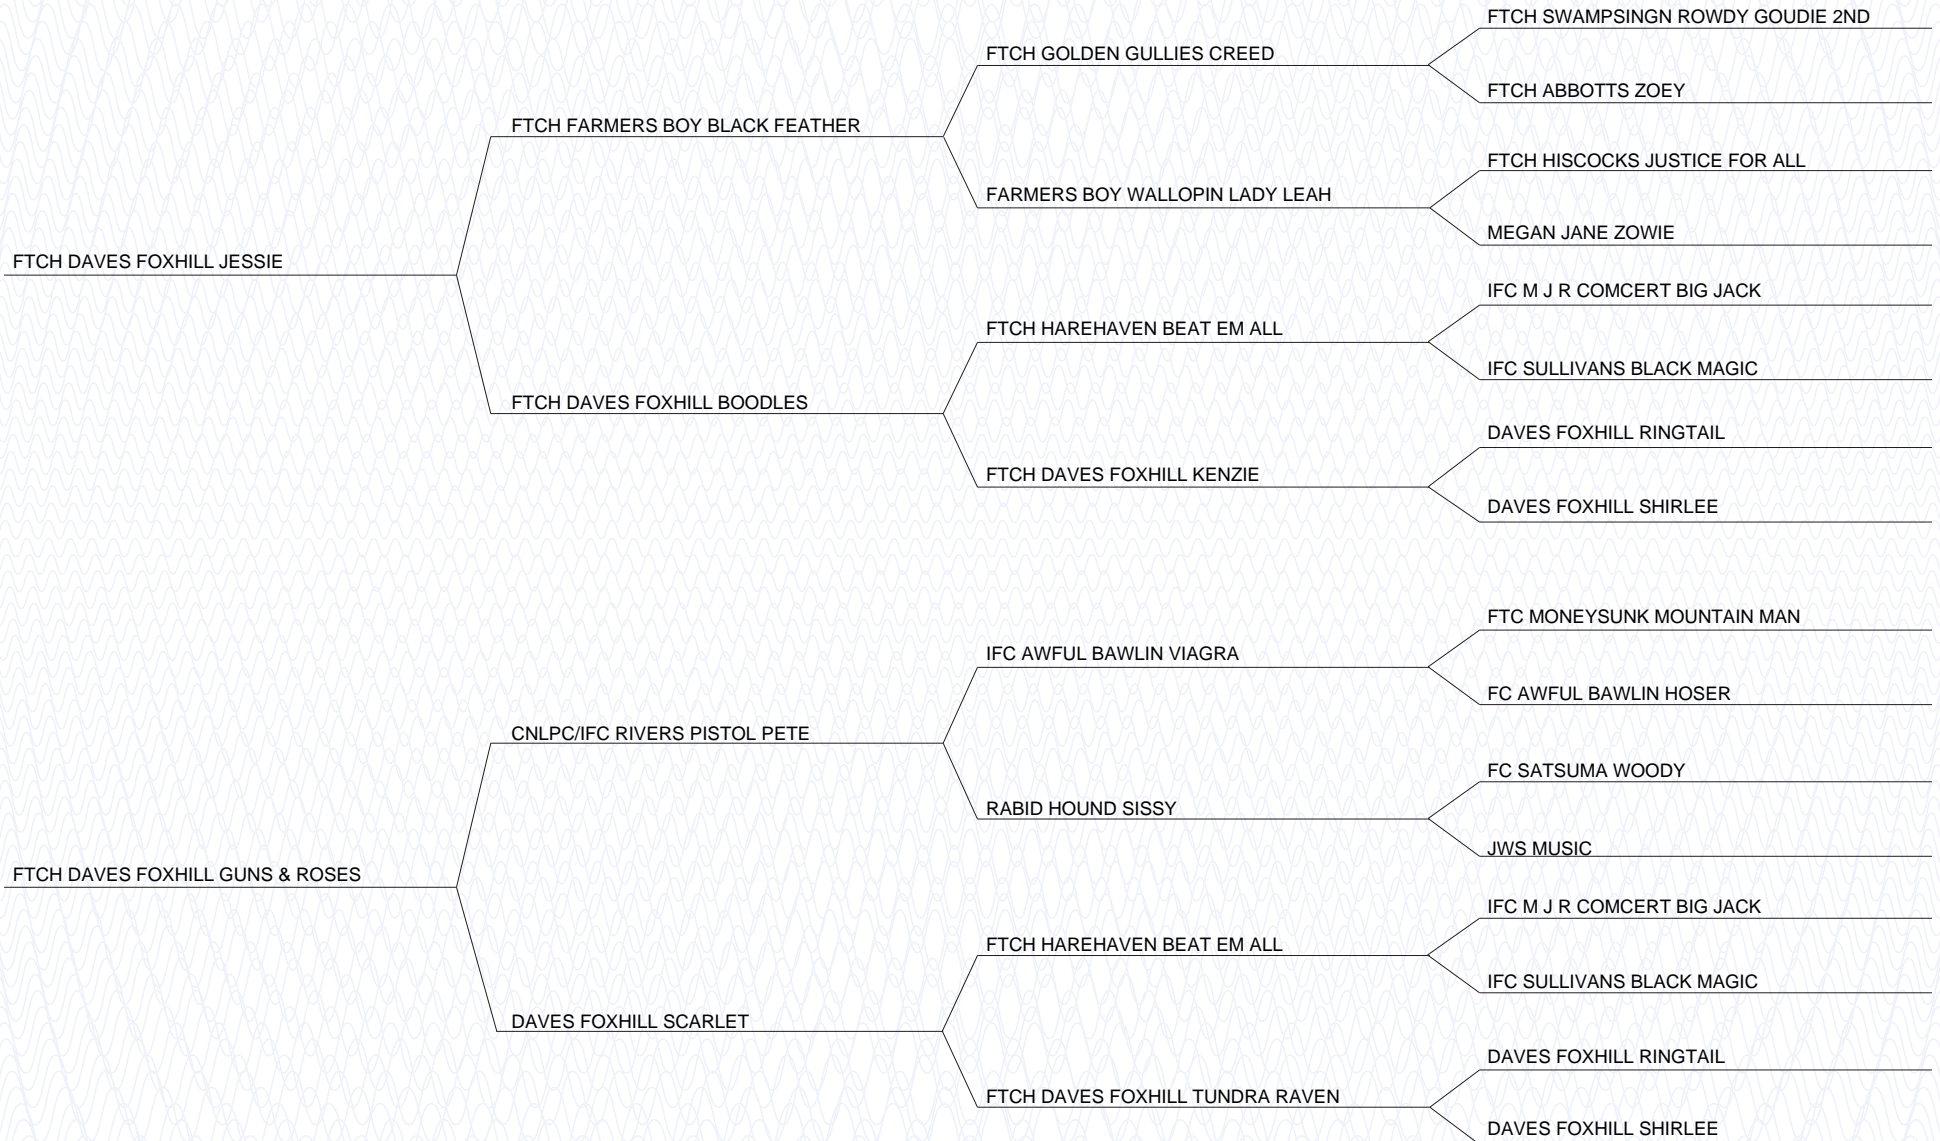 FTCH SWAMPSINGN ROWDY GOUDIE 2ND
FTCH GOLDEN GULLIES CREED
FTCH ABBOTTS ZOEY
FTCH FARMERS BOY BLACK FEATHER
FTCH HISCOCKS JUSTICE FOR ALL
FARMERS BOY WALLOPIN LADY LEAH
MEGAN JANE ZOWIE
FTCH DAVES FOXHILL JESSIE
IFC M J R COMCERT BIG JACK
FTCH HAREHAVEN BEAT EM ALL
IFC SULLIVANS BLACK MAGIC
FTCH DAVES FOXHILL BOODLES
DAVES FOXHILL RINGTAIL
FTCH DAVES FOXHILL KENZIE
DAVES FOXHILL SHIRLEE
FTC MONEYSUNK MOUNTAIN MAN
IFC AWFUL BAWLIN VIAGRA
FC AWFUL BAWLIN HOSER
CNLPC/IFC RIVERS PISTOL PETE
FC SATSUMA WOODY
RABID HOUND SISSY
JWS MUSIC
FTCH DAVES FOXHILL GUNS & ROSES
IFC M J R COMCERT BIG JACK
FTCH HAREHAVEN BEAT EM ALL
IFC SULLIVANS BLACK MAGIC
DAVES FOXHILL SCARLET
DAVES FOXHILL RINGTAIL
FTCH DAVES FOXHILL TUNDRA RAVEN
DAVES FOXHILL SHIRLEE